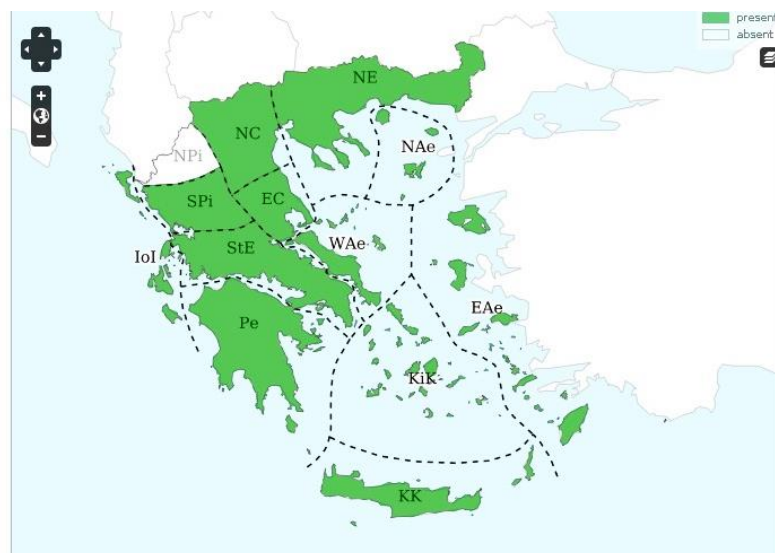 present
absent
NE
NC
NAe
NPi
EC
SPi
WAe
StE
IoI
EAe
Pe
KiK
KK
+
−